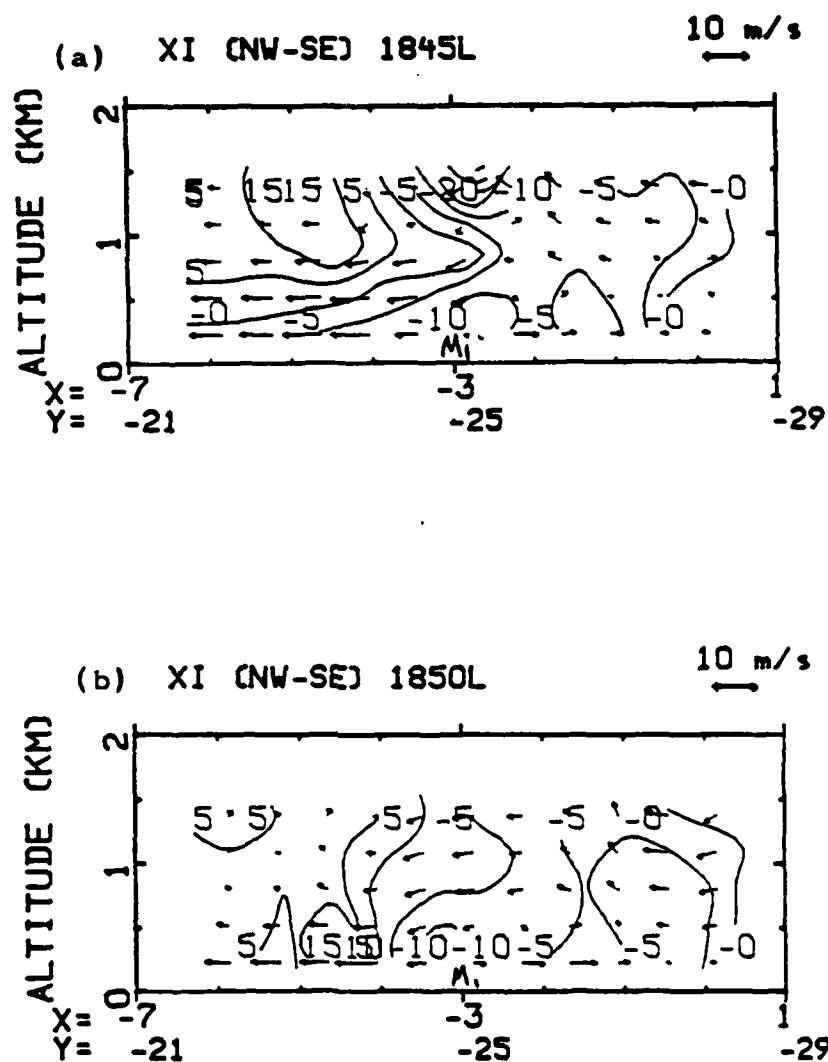 (a) XI (NW-SE) 1845L 10 m/s
ALTITUDE (KM)
2
5 15 15 5 -5 -20 -10 -5 -0
1
5
-0 -5 -10 -5 -0
Mi
0
X= -7 -3 1
Y= -21 -25 -29
(b) XI (NW-SE) 1850L 10 m/s
ALTITUDE (KM)
2
5 5 5 -5 -5 -0
1
5 15 -10 -10 -5 -5 -0
Mi
0
X= -7 -3 1
Y= -21 -25 -29